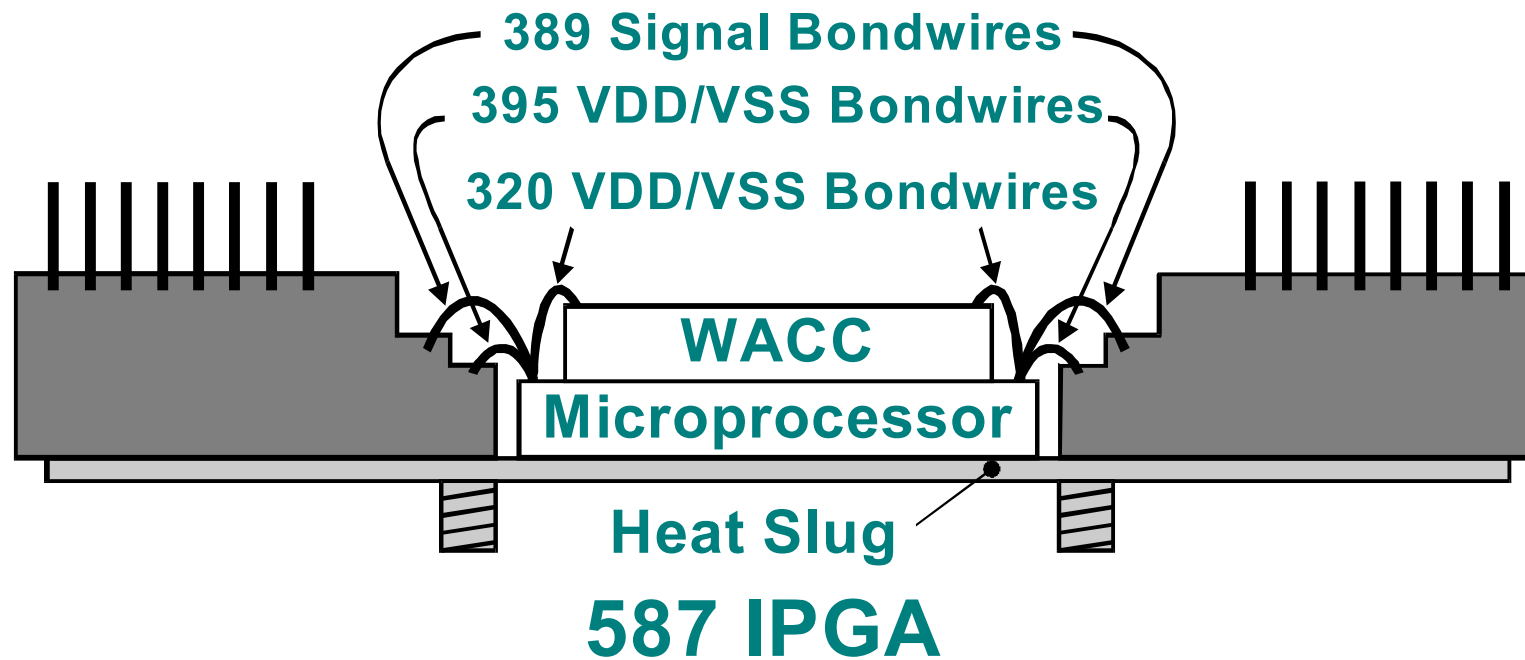 389 Signal Bondwires
395 VDD/VSS Bondwires
320 VDD/VSS Bondwires
WACC
Microprocessor
Heat Slug
587 IPGA